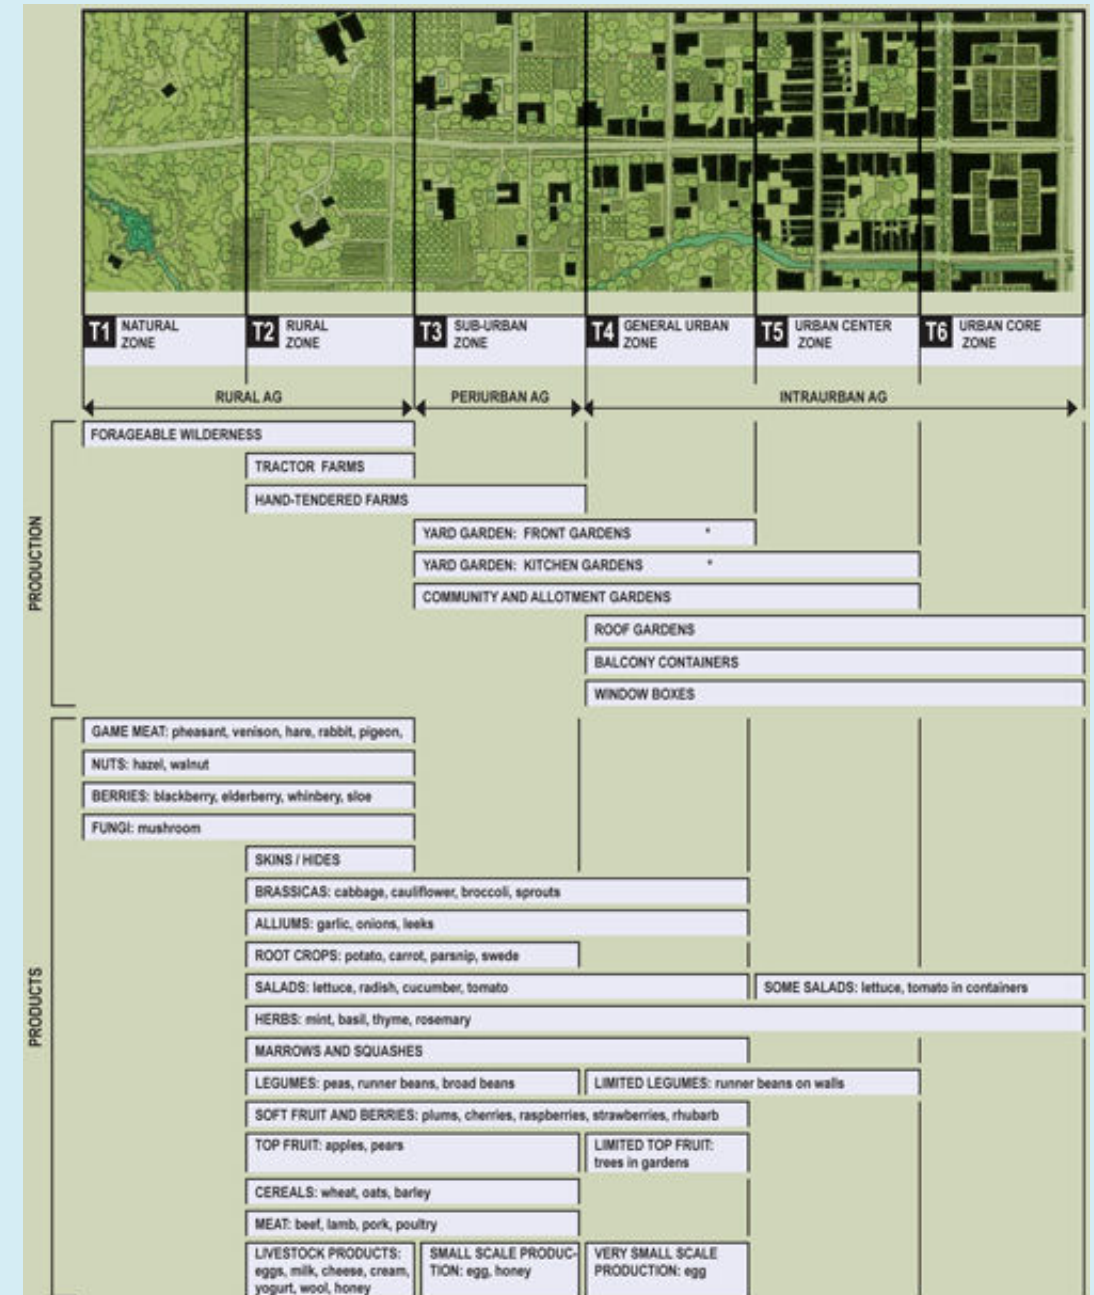 T1 NATURAL
ZONE
T2 RURAL
ZONE
T3 SUB-URBAN
ZONE
T4 GENERAL URBAN
ZONE
T5 URBAN CENTER
ZONE
T6 URBAN CORE
ZONE
RURAL AG
PERIURBAN AG
INTRAURBAN AG
PRODUCTION
FORAGEABLE WILDERNESS
TRACTOR FARMS
HAND-TENDERED FARMS
YARD GARDEN: FRONT GARDENS *
YARD GARDEN: KITCHEN GARDENS *
COMMUNITY AND ALLOTMENT GARDENS
ROOF GARDENS
BALCONY CONTAINERS
WINDOW BOXES
PRODUCTS
GAME MEAT: pheasant, venison, hare, rabbit, pigeon,
NUTS: hazel, walnut
BERRIES: blackberry, elderberry, whinbery, sloe
FUNGI: mushroom
SKINS / HIDES
BRASSICAS: cabbage, cauliflower, broccoli, sprouts
ALLIUMS: garlic, onions, leeks
ROOT CROPS: potato, carrot, parsnip, swede
SALADS: lettuce, radish, cucumber, tomato
SOME SALADS: lettuce, tomato in containers
HERBS: mint, basil, thyme, rosemary
MARROWS AND SQUASHES
LEGUMES: peas, runner beans, broad beans
LIMITED LEGUMES: runner beans on walls
SOFT FRUIT AND BERRIES: plums, cherries, raspberries, strawberries, rhubarb
TOP FRUIT: apples, pears
LIMITED TOP FRUIT:
trees in gardens
CEREALS: wheat, oats, barley
MEAT: beef, lamb, pork, poultry
LIVESTOCK PRODUCTS:
eggs, milk, cheese, cream,
yogurt, wool, honey
SMALL SCALE PRODUC-
TION: egg, honey
VERY SMALL SCALE
PRODUCTION: egg